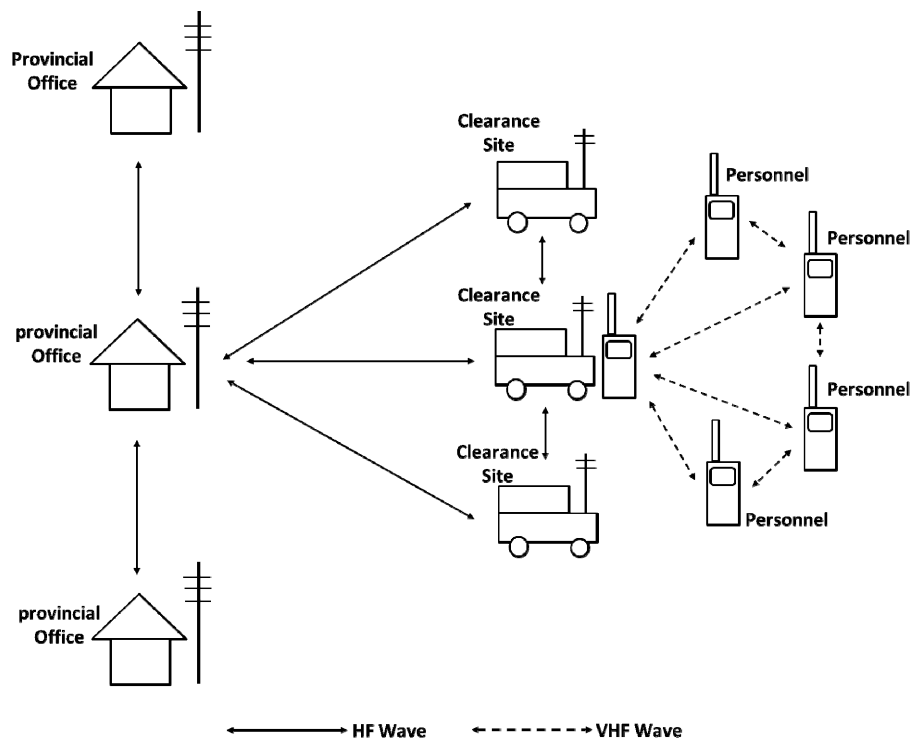 Provincial
Office
Clearance
Site
Personnel
Personnel
provincial
Office
Clearance
Site
Personnel
Clearance
Site
Personnel
provincial
Office
HF Wave
VHF Wave